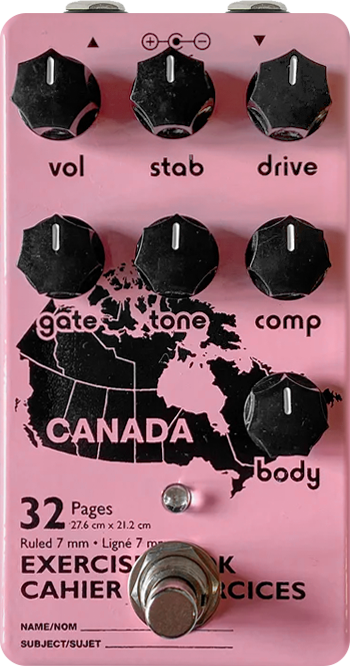 vol stab drive
gate tone comp
CANADA
body
32 Pages
27.6 cm x 21.2 cm
Ruled 7 mm • Ligné 7 m
EXERCIS K
CAHIER RCICES
NAME/NOM
SUBJECT/SUJET